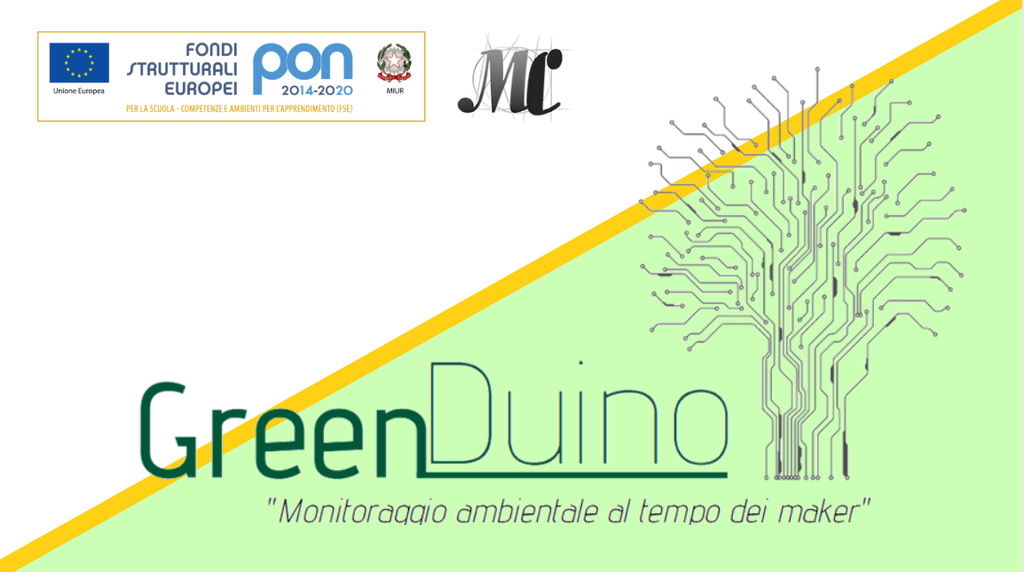 Unione Europea
FONDI
STRUTTURALI
EUROPEI
pon
2014-2020
MIUR
PER LA SCUOLA - COMPETENZE E AMBIENTI PER L'APPRENDIMENTO (FSE)
MC
GreenDuino
"Monitoraggio ambientale al tempo dei maker"